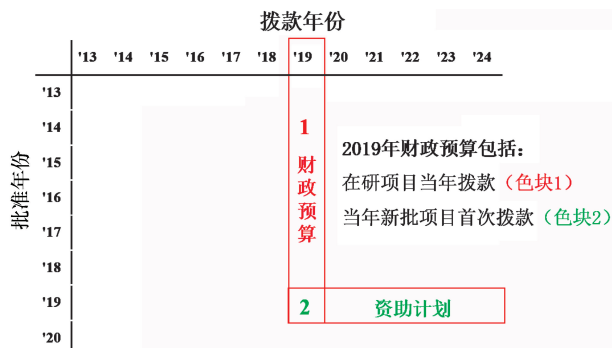 拨款年份
'13 '14 '15 '16 '17 '18 '19 '20 '21 '22 '23 '24
批准年份
'13
'14
'15
'16
'17
'18
'19
'20
1
财政预算
2019年财政预算包括：
在研项目当年拨款（色块1）
当年新批项目首次拨款（色块2）
2 资助计划